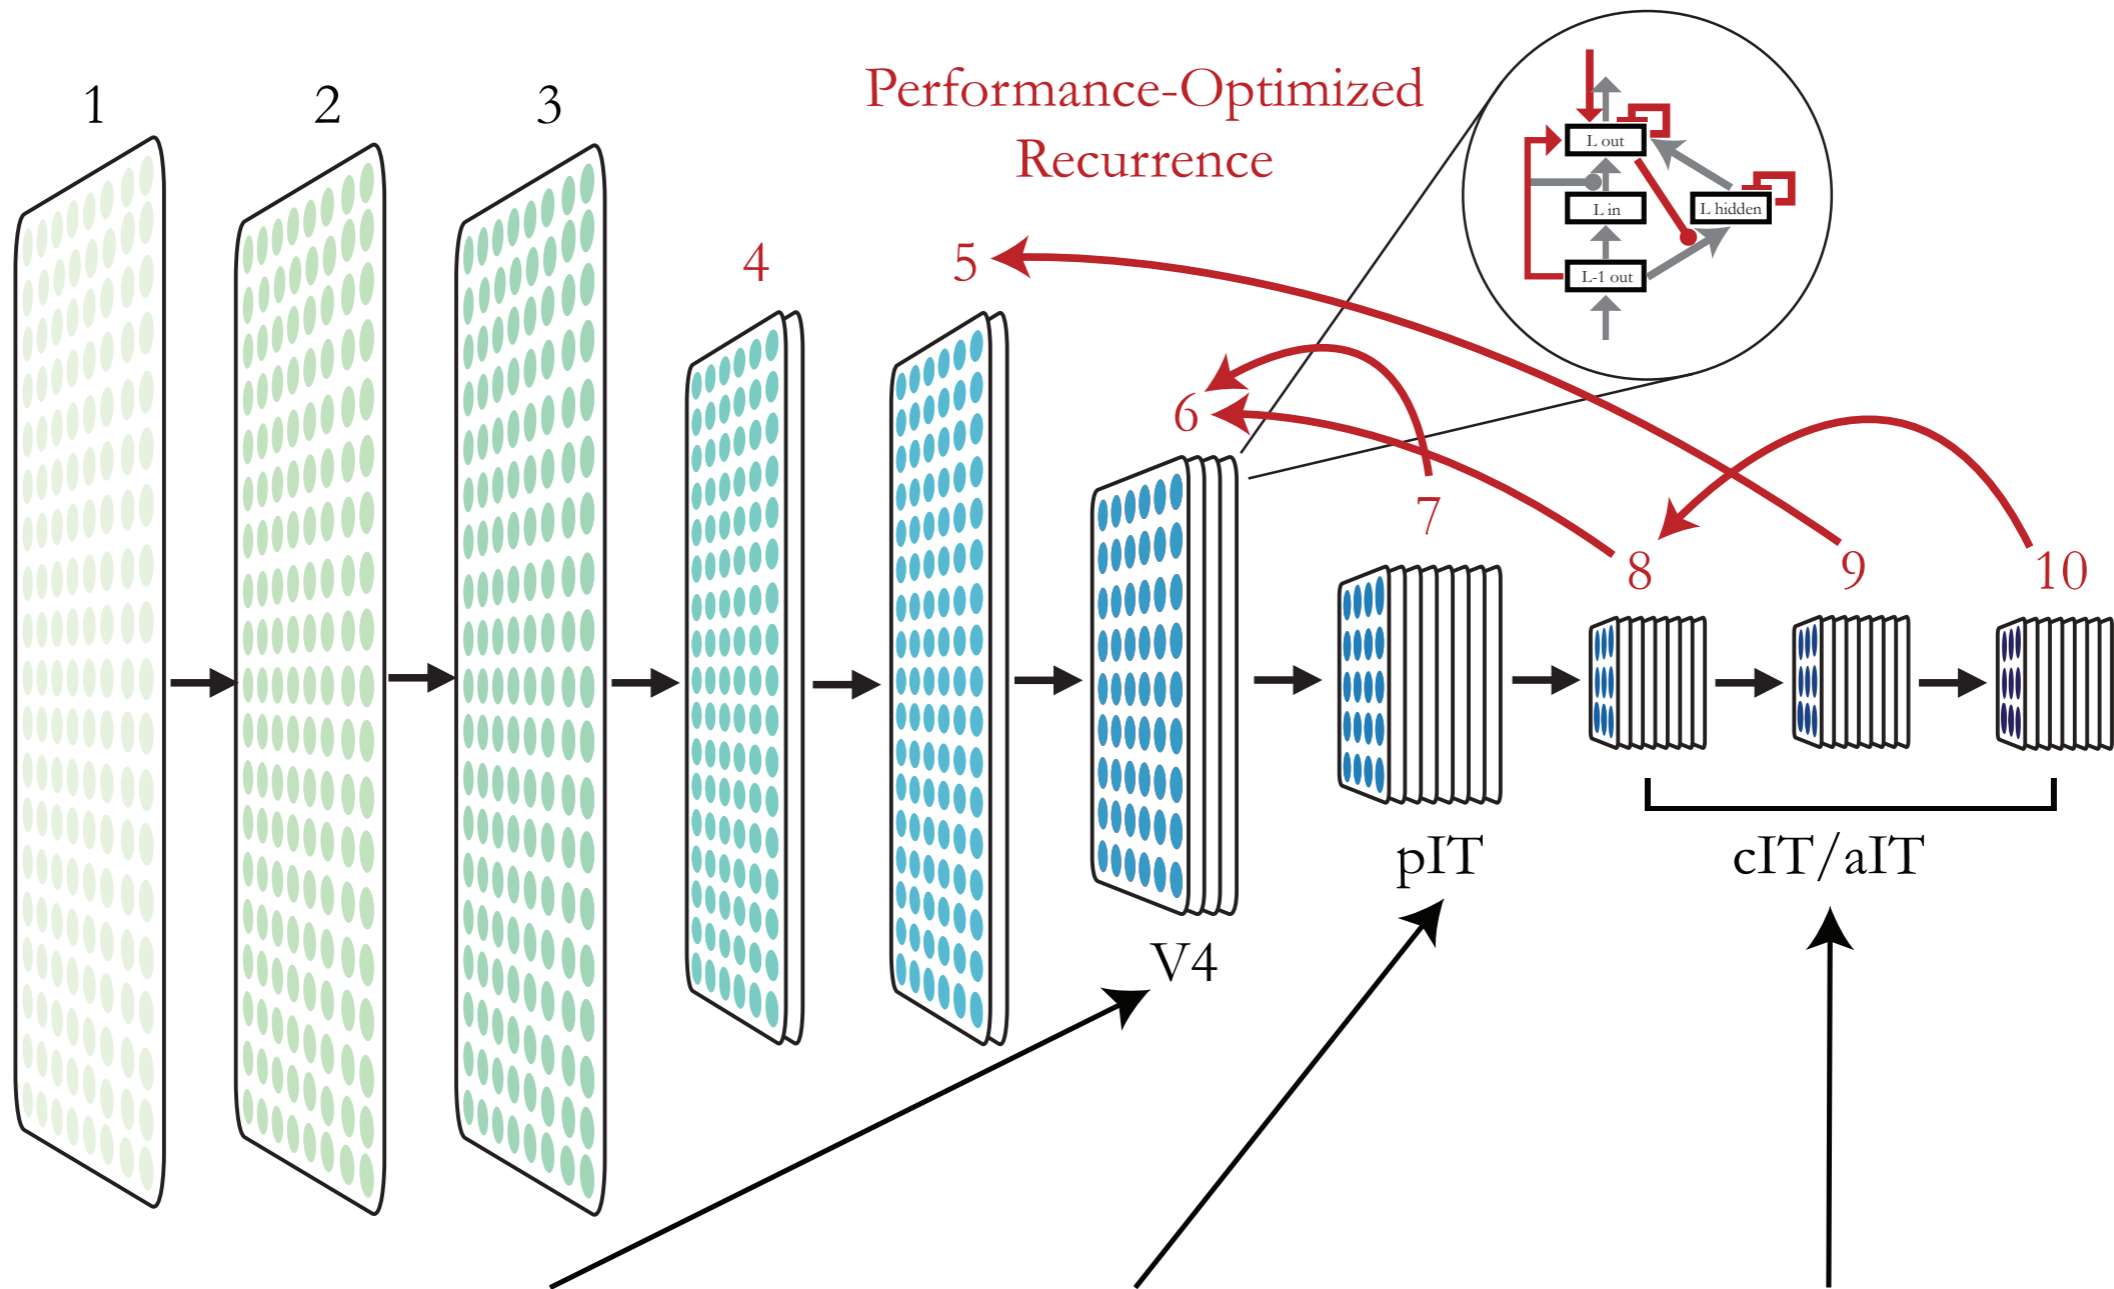 1
2
3
Performance-Optimized
Recurrence
4
5
6
7
8
9
10
L out
L in
L hidden
L-1 out
V4
pIT
cIT/aIT